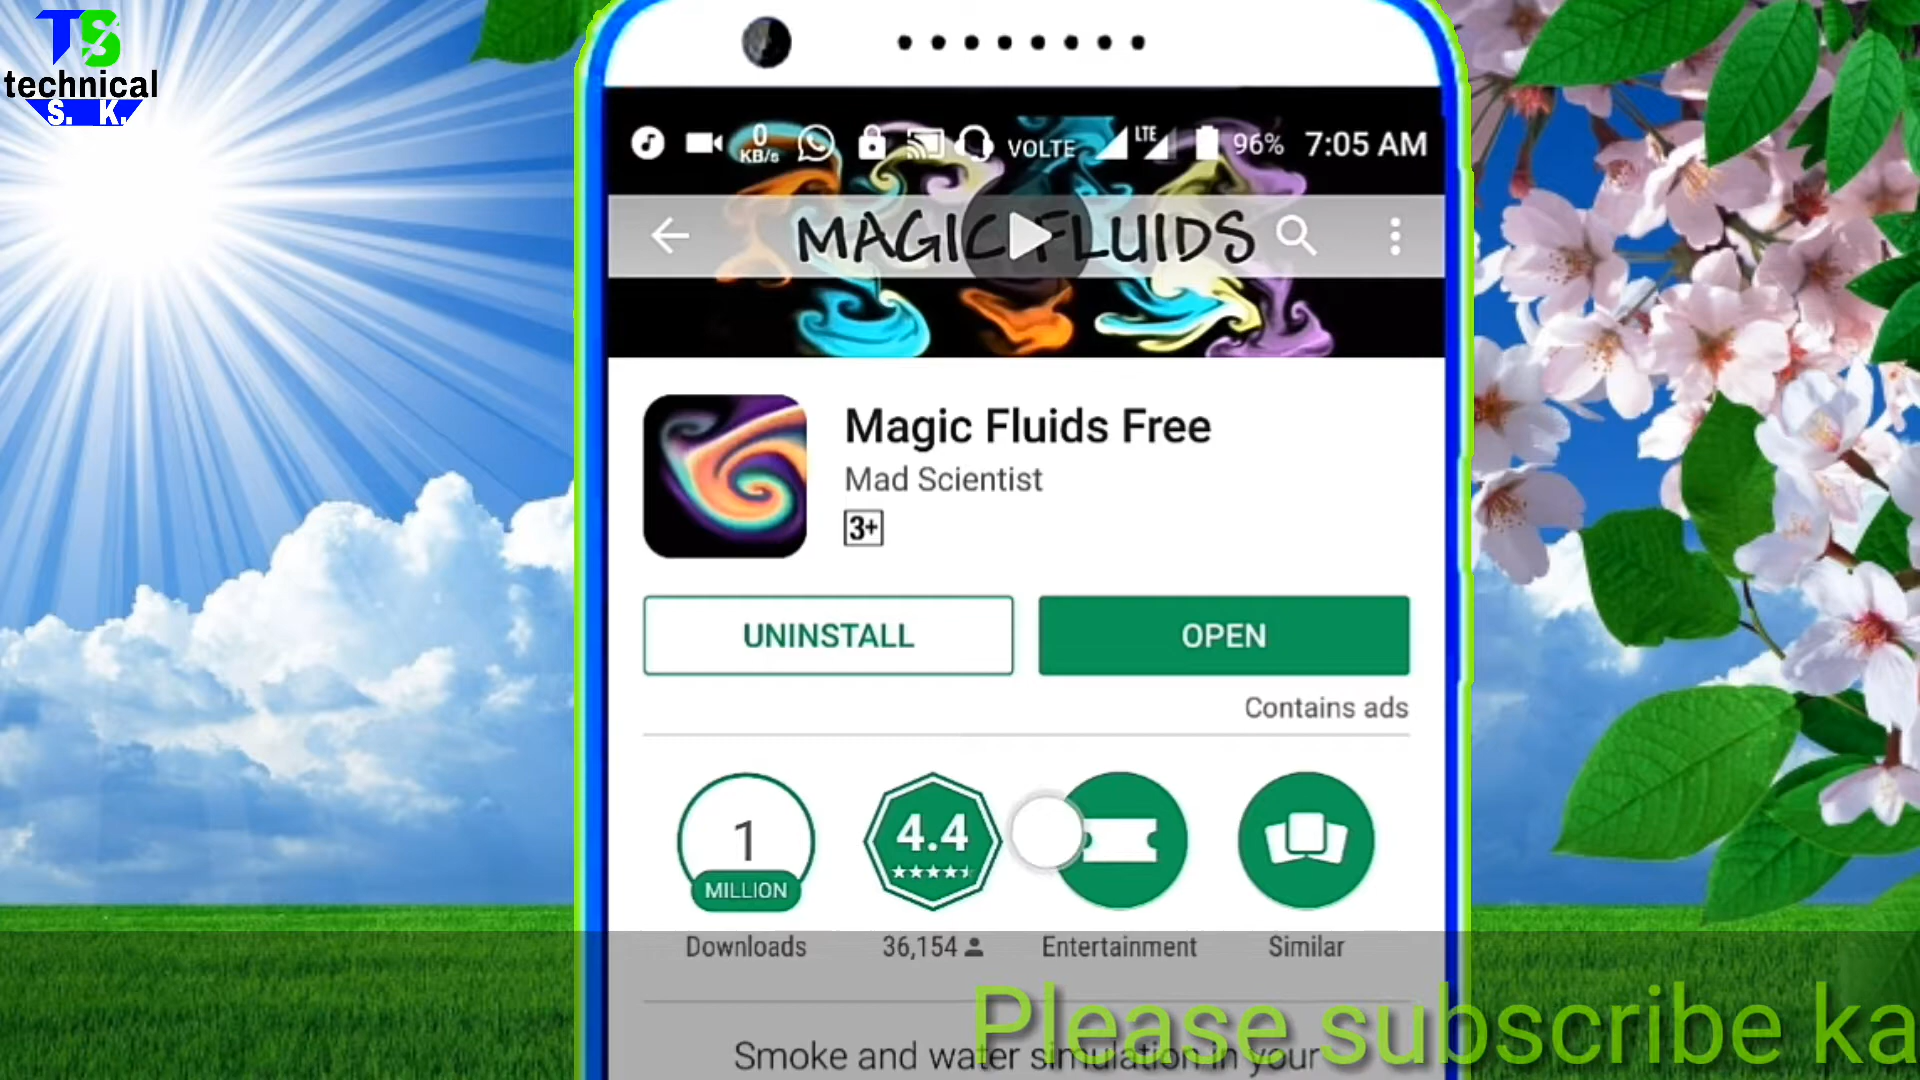 TS
technical
S. K.
0
KB/s
VOLTE
LTE
96%
7:05 AM
MAGIC FLUIDS
Magic Fluids Free
Mad Scientist
3+
UNINSTALL
OPEN
Contains ads
1
MILLION
4.4
Downloads
36,154
Entertainment
Similar
Smoke and water simulation in your
Please subscribe ka